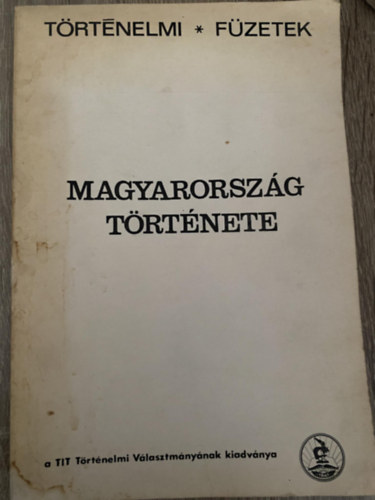 TÖRTÉNELMI * FÜZETEK
MAGYARORSZÁG
TÖRTÉNETE
a TIT Történelmi Választmányának kiadványa